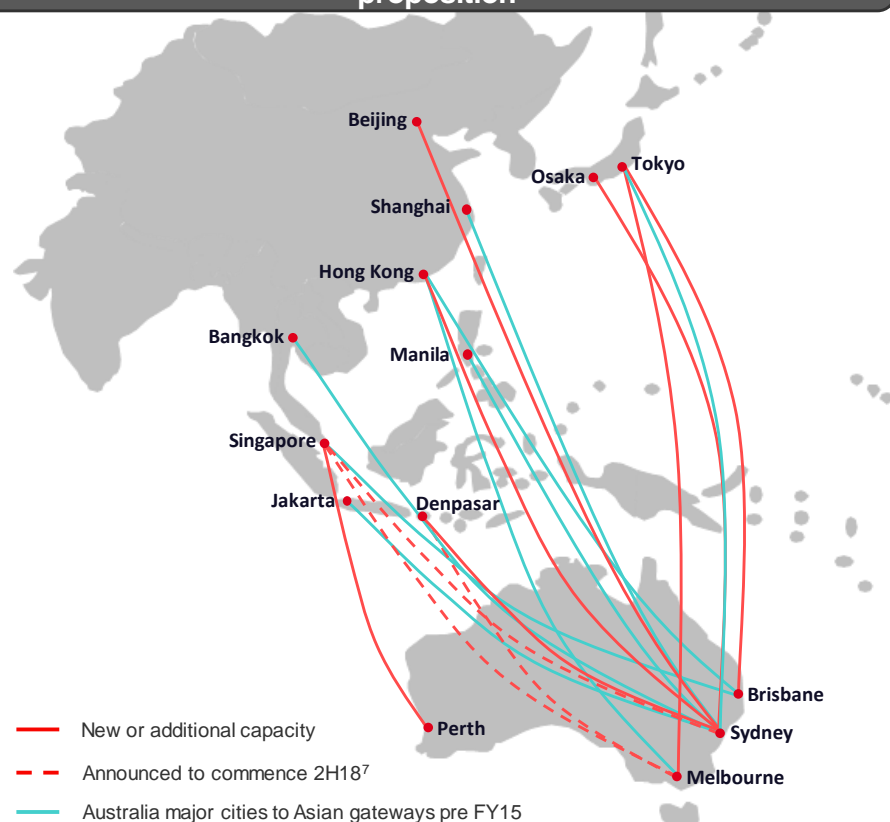 proposition
Beijing
Tokyo
Osaka
Shanghai
Hong Kong
Bangkok
Manila
Singapore
Jakarta
Denpasar
Brisbane
Perth
Sydney
Melbourne
New or additional capacity
Announced to commence 2H18⁷
Australia major cities to Asian gateways pre FY15